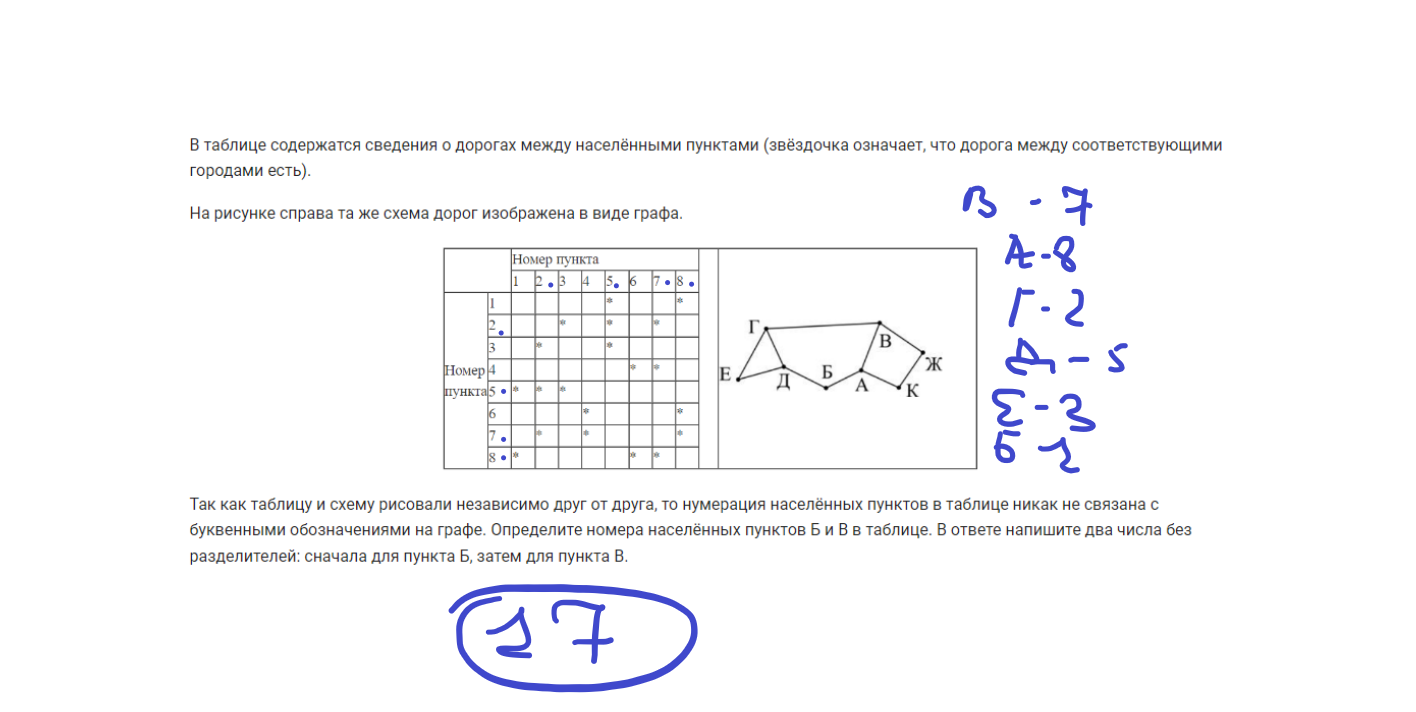 В таблице содержатся сведения о дорогах между населёнными пунктами (звёздочка означает, что дорога между соответствующими
городами есть).
На рисунке справа та же схема дорог изображена в виде графа.
В - 7
А - 8
Г - 2
Д - 5
Е - 3
Б - 1
Номер пункта
1 2 3 4 5 6 7 8
1 * *
2 * * *
3 * *
Номер 4 * *
пункта 5 * * *
6 * *
7 * * *
8 * * *
Г
В
Е
Д
Б
А
Ж
К
Так как таблицу и схему рисовали независимо друг от друга, то нумерация населённых пунктов в таблице никак не связана с
буквенными обозначениями на графе. Определите номера населённых пунктов Б и В в таблице. В ответе напишите два числа без
разделителей: сначала для пункта Б, затем для пункта В.
17